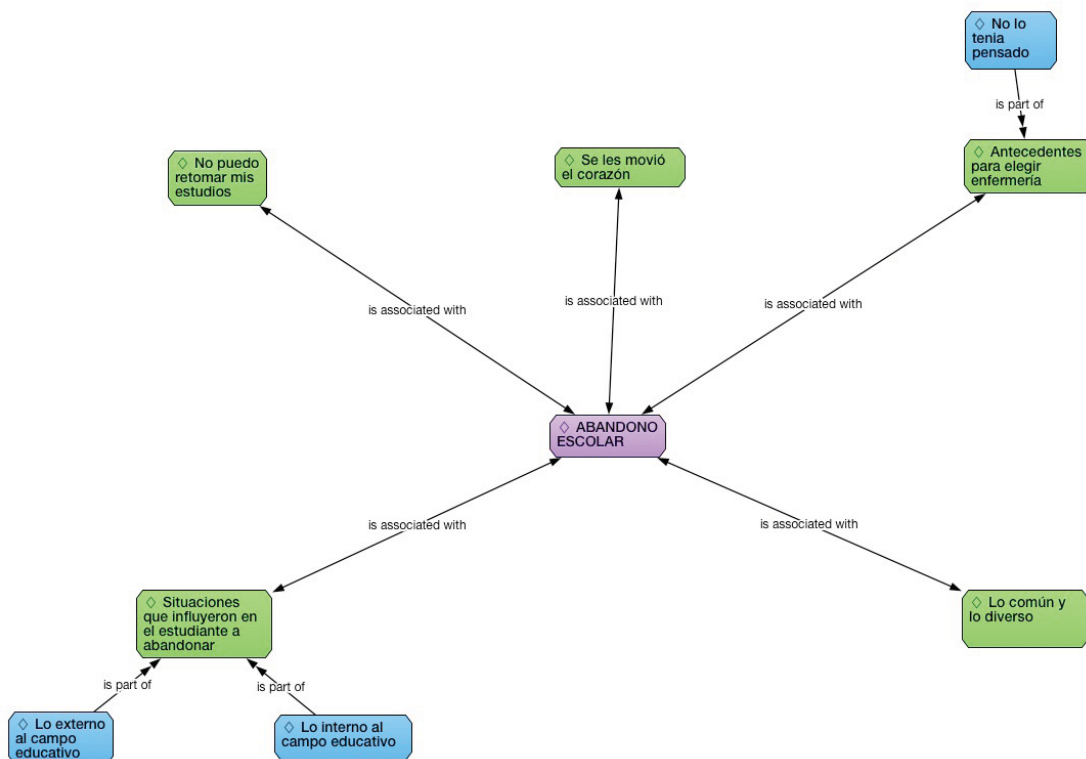 ◇ No lo
tenia
pensado
is part of
◇ No puedo
retomar mis
estudios
◇ Se les movió
el corazón
◇ Antecedentes
para elegir
enfermería
is associated with
is associated with
is associated with
◇ ABANDONO
ESCOLAR
is associated with
is associated with
◇ Situaciones
que influyeron en
el estudiante a
abandonar
◇ Lo común y
lo diverso
is part of
is part of
◇ Lo externo
al campo
educativo
◇ Lo interno al
campo educativo